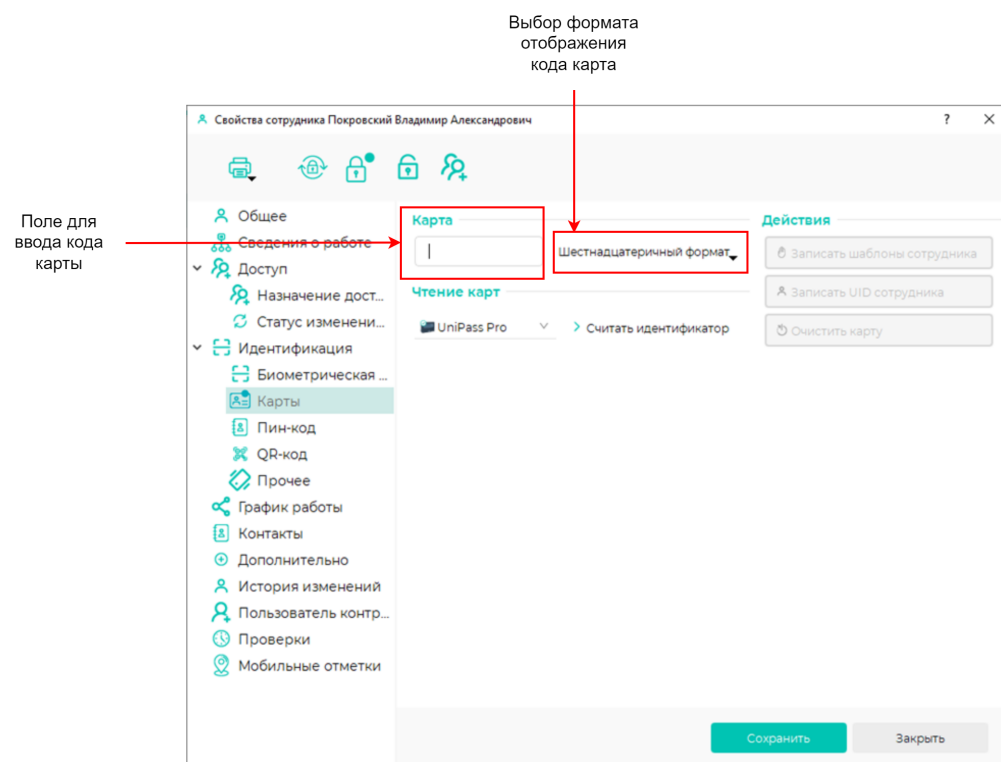 Выбор формата
отображения
кода карта
Свойства сотрудника Покровский Владимир Александрович
?
Поле для
ввода кода
карты
Общее
Сведения о работе
Доступ
Назначение дост...
Статус изменени...
Идентификация
Биометрическая ...
Карты
Пин-код
QR-код
Прочее
График работы
Контакты
Дополнительно
История изменений
Пользователь контр...
Проверки
Мобильные отметки
Карта
Шестнадцатеричный формат
Чтение карт
UniPass Pro
Считать идентификатор
Действия
Записать шаблоны сотрудника
Записать UID сотрудника
Очистить карту
Сохранить
Закрыть